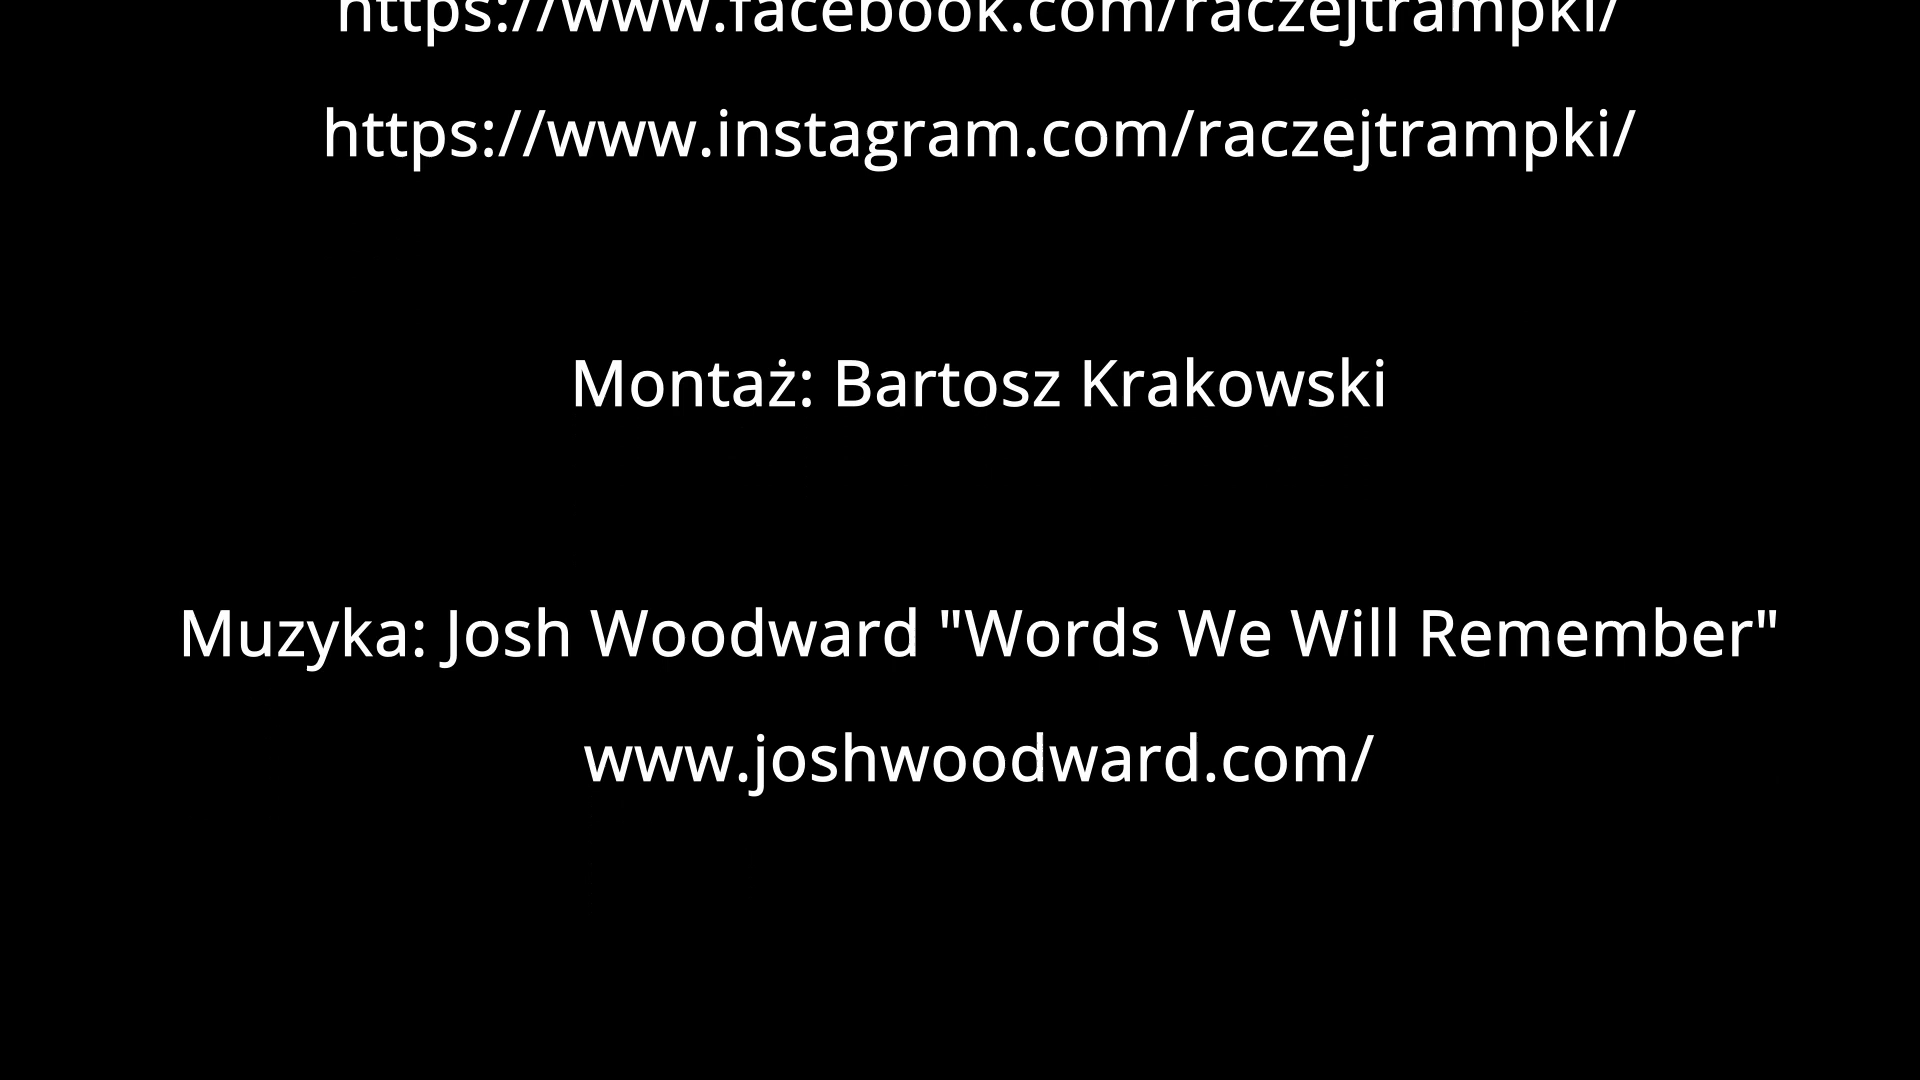 https://www.facebook.com/raczejtrampki/
https://www.instagram.com/raczejtrampki/
Montaż: Bartosz Krakowski
Muzyka: Josh Woodward "Words We Will Remember"
www.joshwoodward.com/